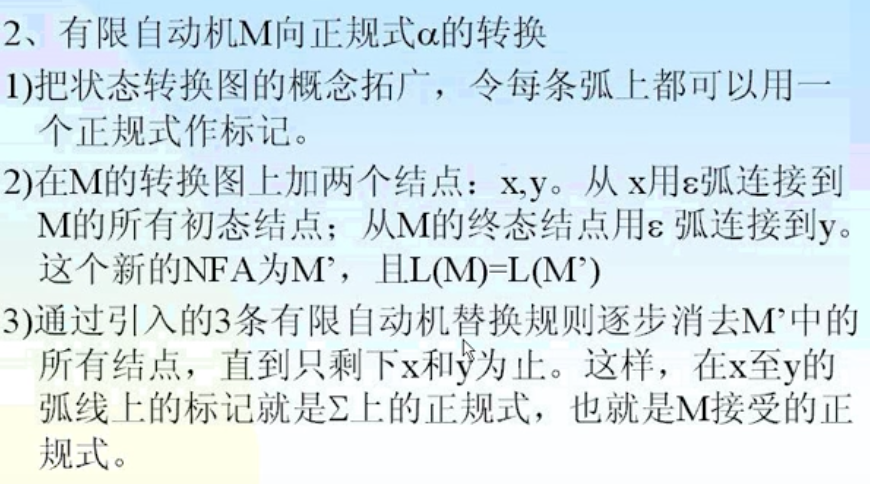 2、有限自动机M向正规式α的转换
1)把状态转换图的概念拓广，令每条弧上都可以用一
个正规式作标记。
2)在M的转换图上加两个结点：x,y。从 x用ε弧连接到
M的所有初态结点；从M的终态结点用ε 弧连接到y。
这个新的NFA为M’，且L(M)=L(M’)
3)通过引入的3条有限自动机替换规则逐步消去M’中的
所有结点，直到只剩下x和y为止。这样，在x至y的
弧线上的标记就是Σ上的正规式，也就是M接受的正
规式。